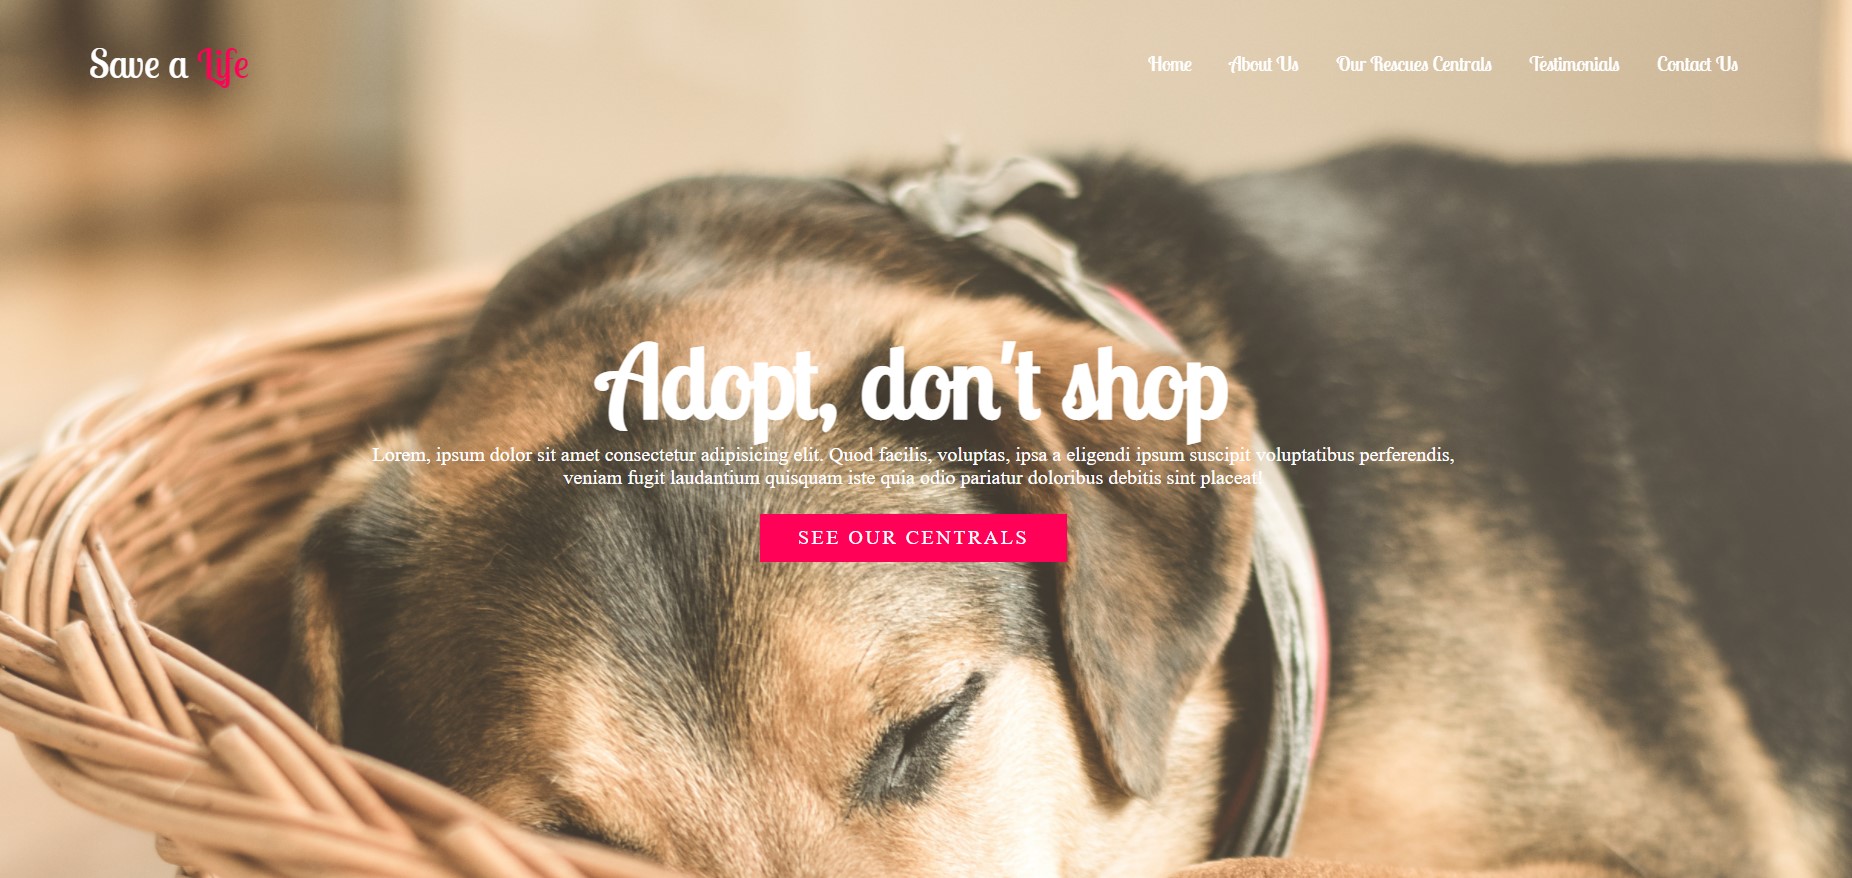 Save a Life
Home
About Us
Our Rescues Centrals
Testimonials
Contact Us
Adopt, don't shop
Lorem, ipsum dolor sit amet consectetur adipisicing elit. Quod facilis, voluptas, ipsa a eligendi ipsum suscipit voluptatibus perferendis,
veniam fugit laudantium quisquam iste quia odio pariatur doloribus debitis sint placeat!
SEE OUR CENTRALS